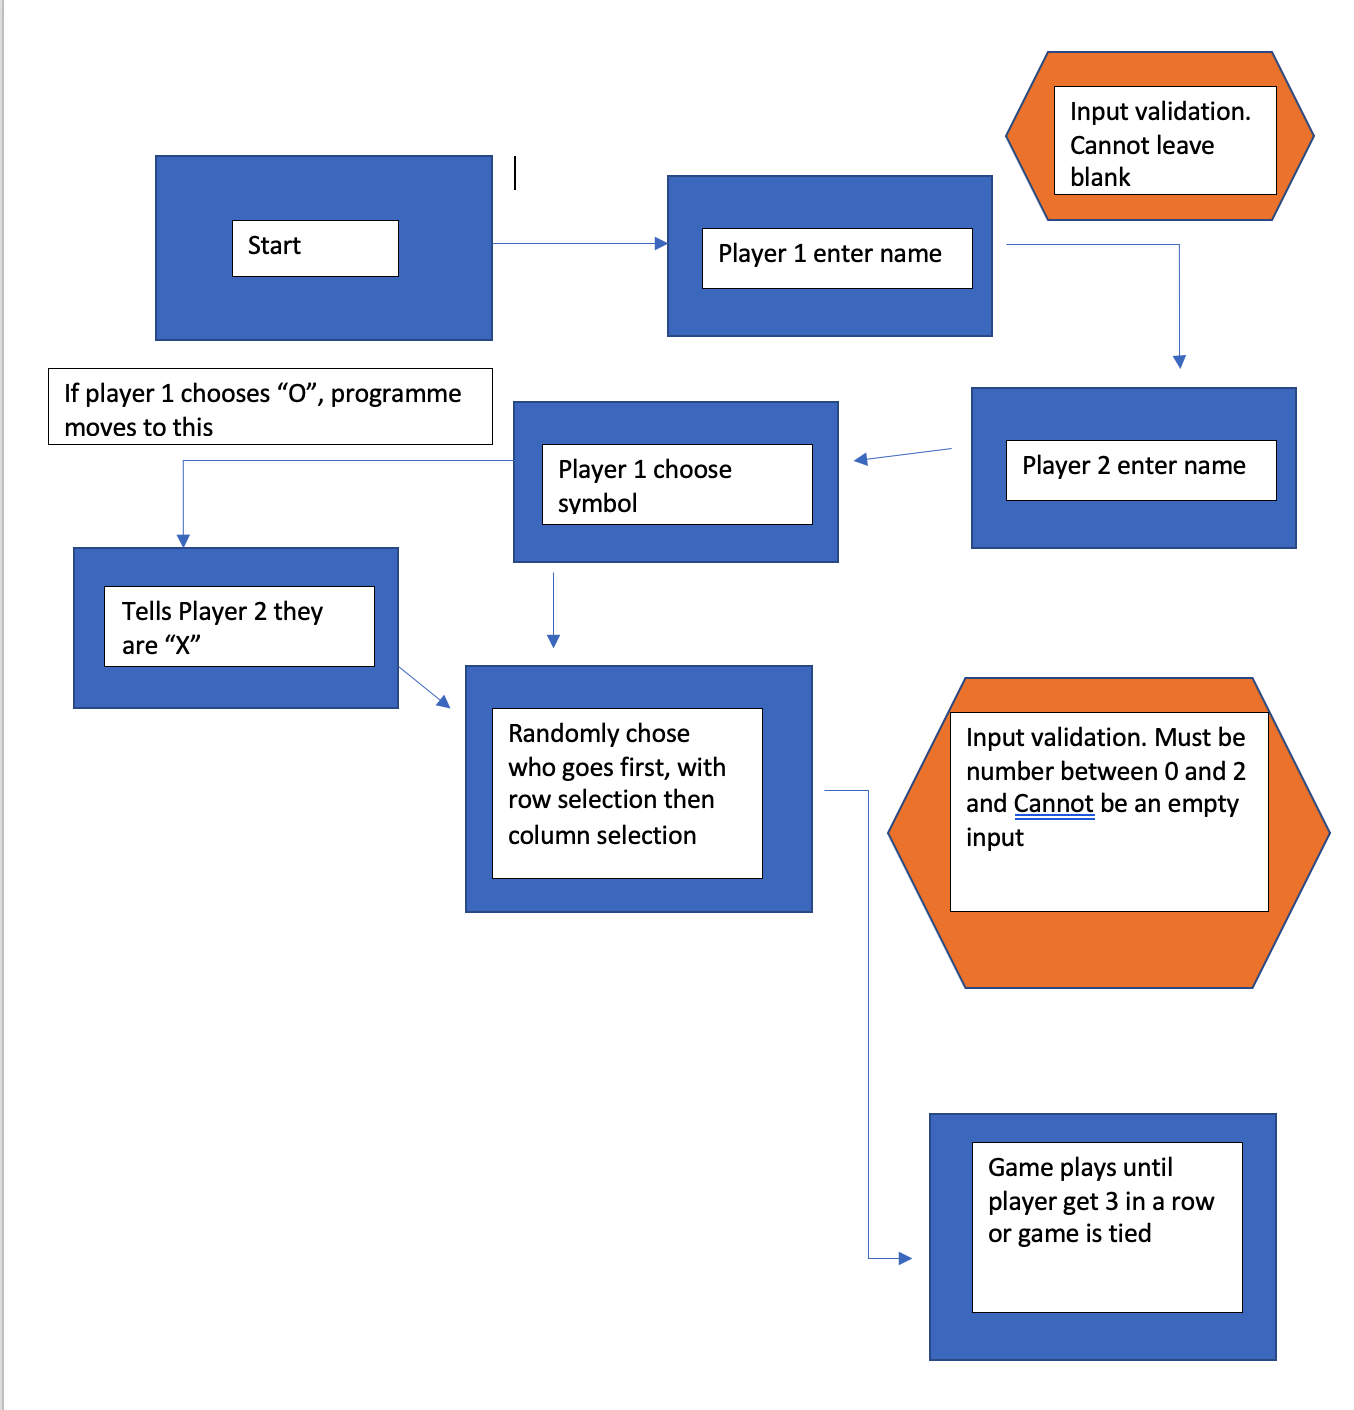 Input validation.
Cannot leave
blank
Start
Player 1 enter name
If player 1 chooses “O”, programme
moves to this
Player 1 choose
symbol
Player 2 enter name
Tells Player 2 they
are “X”
Randomly chose
who goes first, with
row selection then
column selection
Input validation. Must be
number between 0 and 2
and Cannot be an empty
input
Game plays until
player get 3 in a row
or game is tied